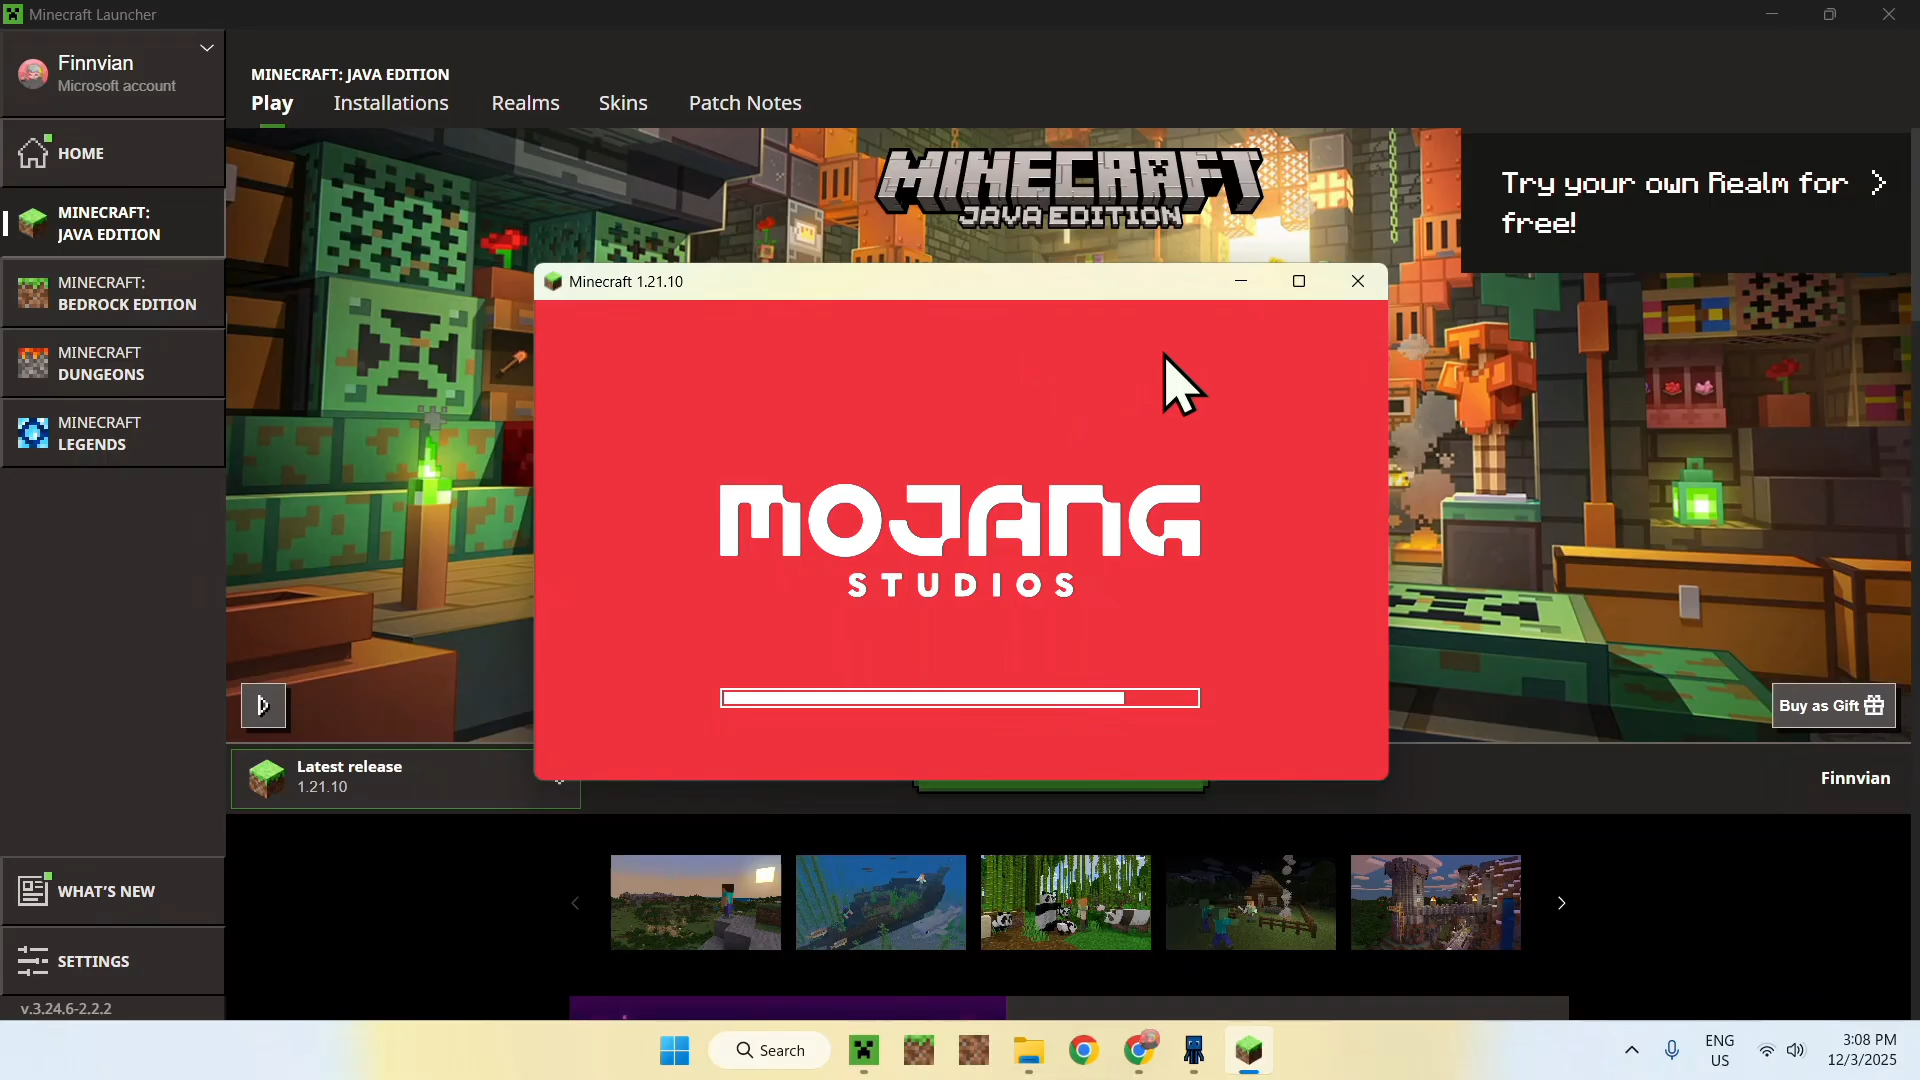 Minecraft Launcher
Finnvian
Microsoft account
HOME
MINECRAFT:
JAVA EDITION
MINECRAFT:
BEDROCK EDITION
MINECRAFT
DUNGEONS
MINECRAFT
LEGENDS
WHAT'S NEW
SETTINGS
v.3.24.6-2.2.2
MINECRAFT: JAVA EDITION
Play Installations Realms Skins Patch Notes
MINECRAFT
JAVA EDITION
Try your own Realm for
free!
Minecraft 1.21.10
MOJANG
STUDIOS
Buy as Gift
Latest release
1.21.10
Finnvian
Search
ENG
US
3:08 PM
12/3/2025